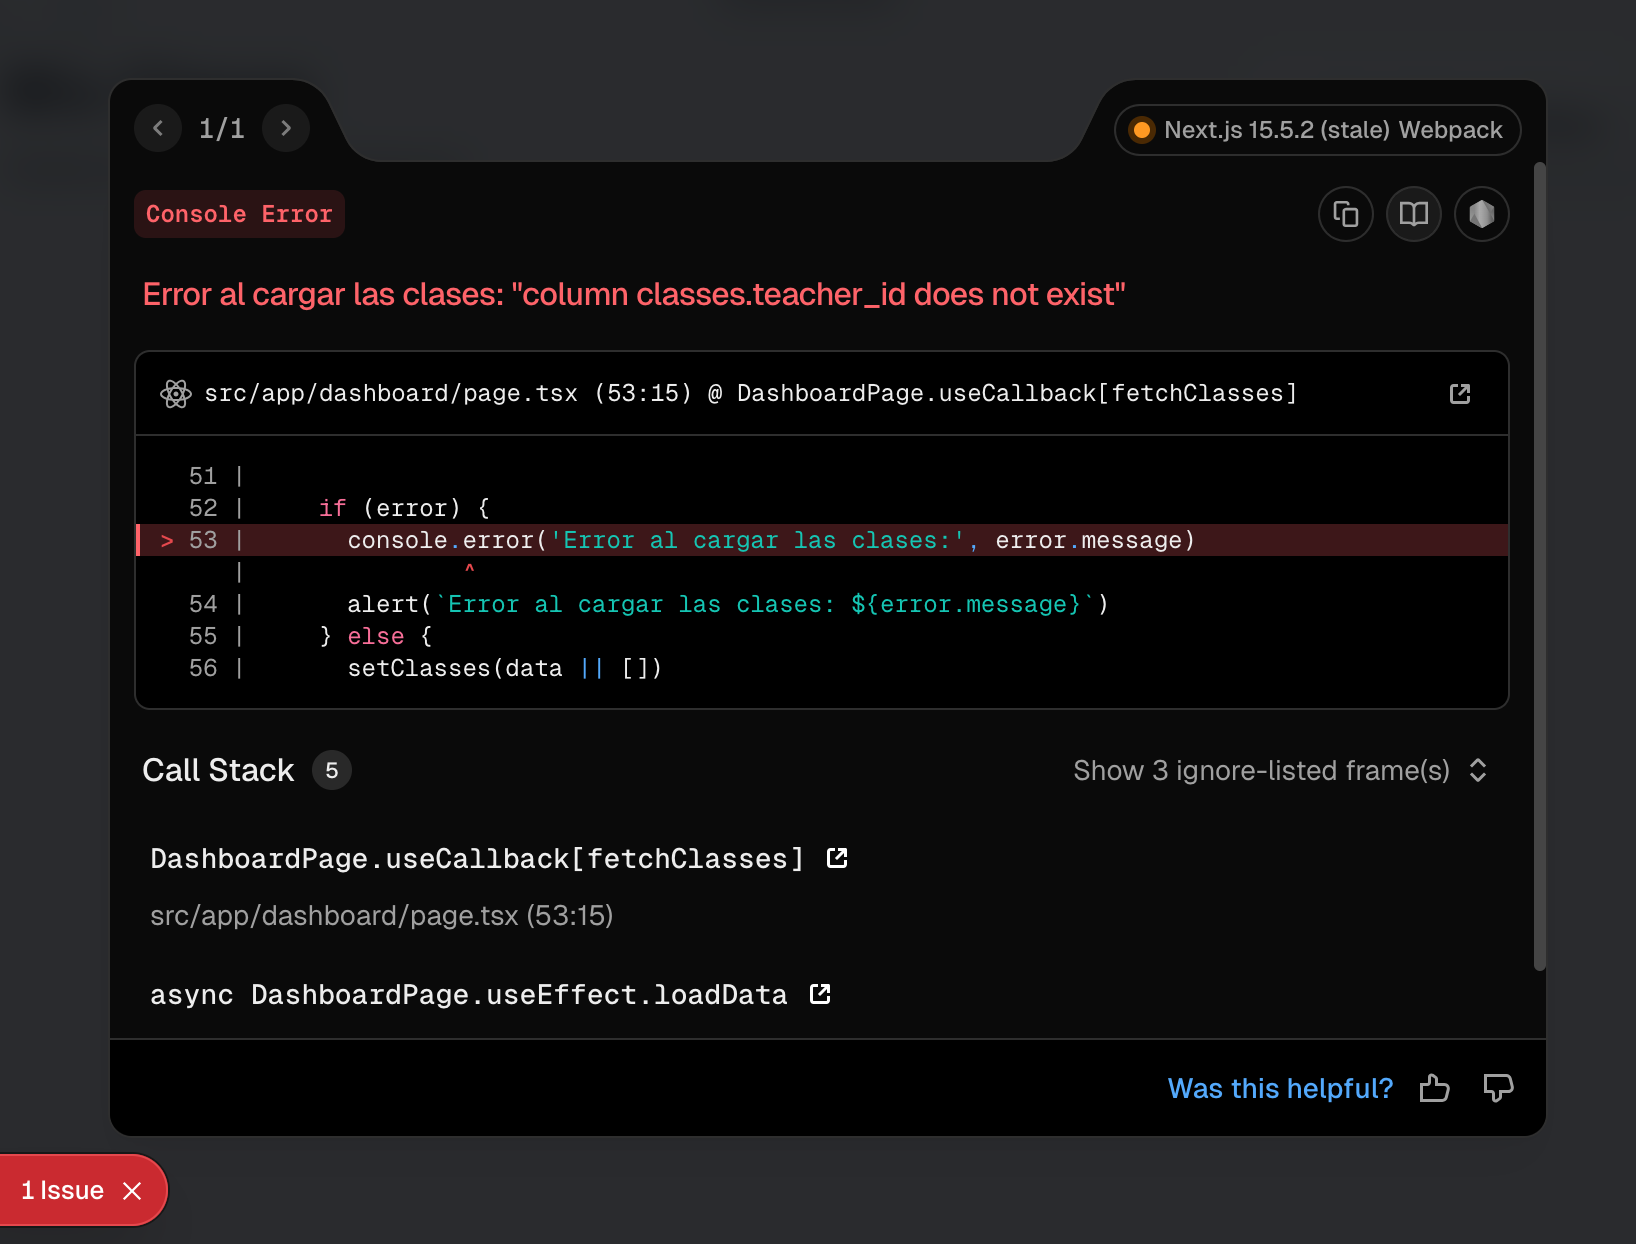 1/1
Next.js 15.5.2 (stale) Webpack
Console Error
Error al cargar las clases: "column classes.teacher_id does not exist"
src/app/dashboard/page.tsx (53:15) @ DashboardPage.useCallback[fetchClasses]
51 |
52 |     if (error) {
> 53 |       console.error('Error al cargar las clases:', error.message)
|               ^
54 |       alert(`Error al cargar las clases: ${error.message}`)
55 |     } else {
56 |       setClasses(data || [])
Call Stack 5
Show 3 ignore-listed frame(s)
DashboardPage.useCallback[fetchClasses]
src/app/dashboard/page.tsx (53:15)
async DashboardPage.useEffect.loadData
Was this helpful?
1 Issue